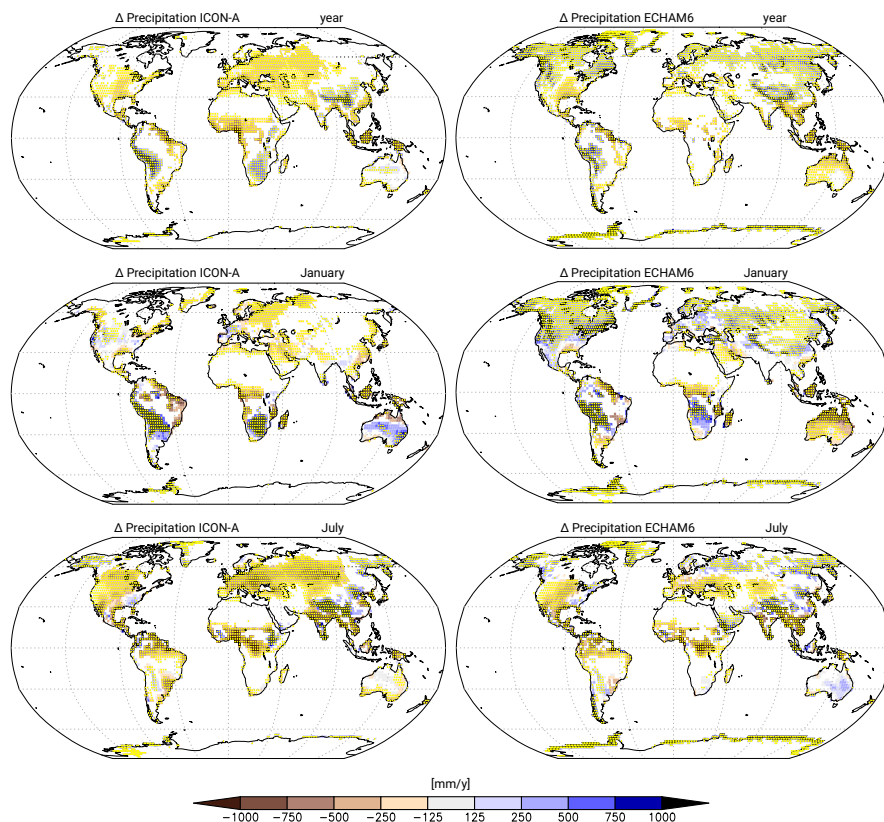 Δ Precipitation ICON-A year
Δ Precipitation ECHAM6 year
Δ Precipitation ICON-A January
Δ Precipitation ECHAM6 January
Δ Precipitation ICON-A July
Δ Precipitation ECHAM6 July
[mm/y]
−1000 −750 −500 −250 −125 125 250 500 750 1000